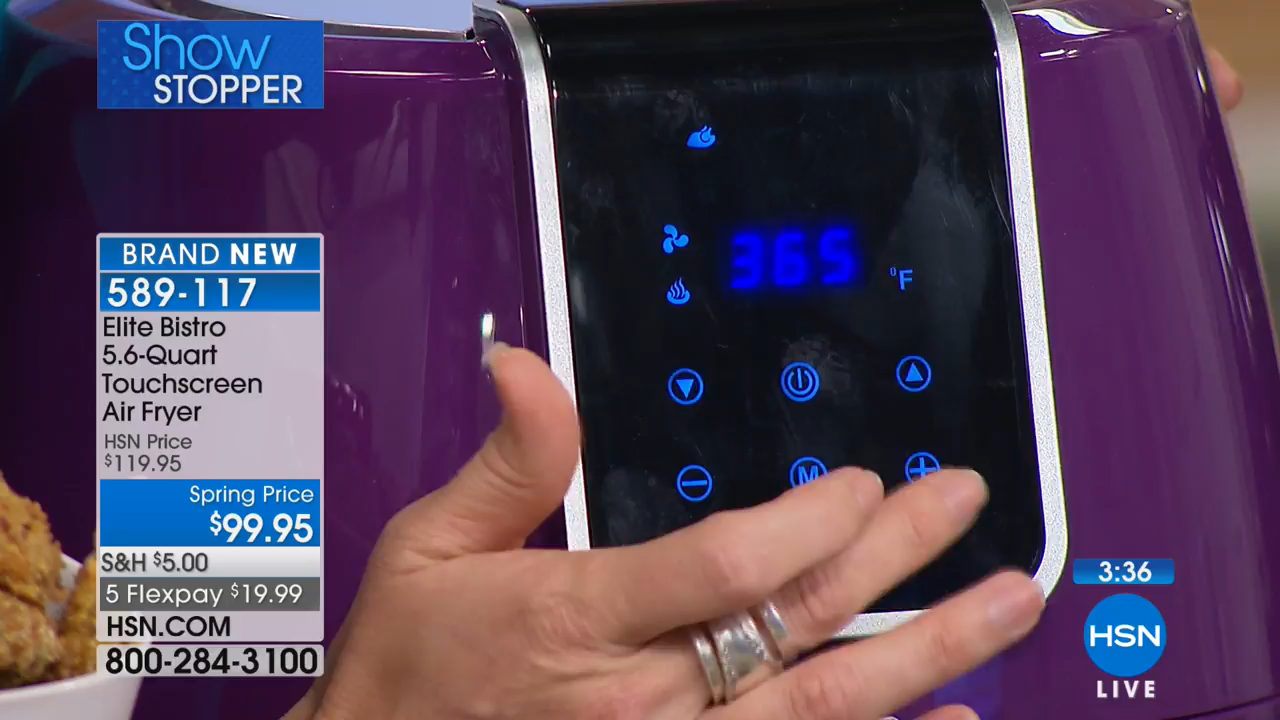 Show
STOPPER
BRAND NEW
589-117
Elite Bistro
5.6-Quart
Touchscreen
Air Fryer
HSN Price
$119.95
Spring Price
$99.95
S&H $5.00
5 Flexpay $19.99
HSN.COM
800-284-3100
365
°F
M
3:36
HSN
LIVE